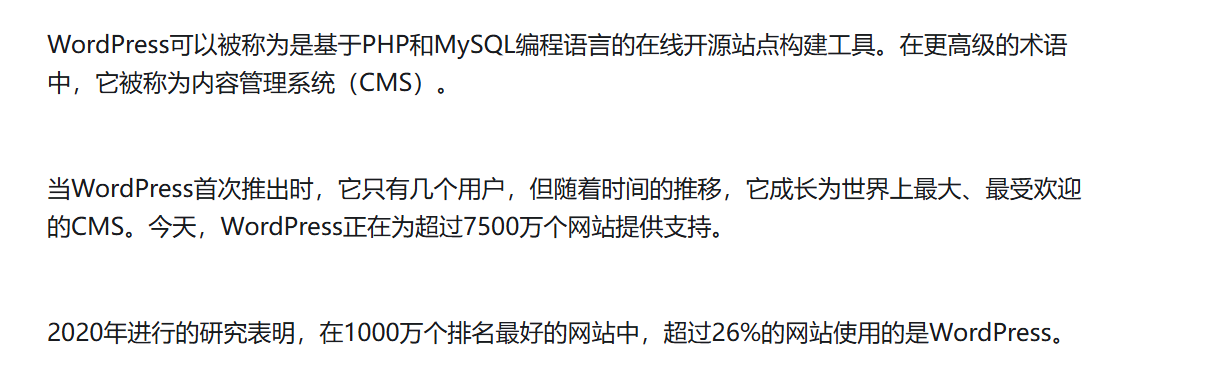 WordPress可以被称为是基于PHP和MySQL编程语言的在线开源站点构建工具。在更高级的术语
中，它被称为内容管理系统（CMS）。
当WordPress首次推出时，它只有几个用户，但随着时间的推移，它成长为世界上最大、最受欢迎
的CMS。今天，WordPress正在为超过7500万个网站提供支持。
2020年进行的研究表明，在1000万个排名最好的网站中，超过26%的网站使用的是WordPress。